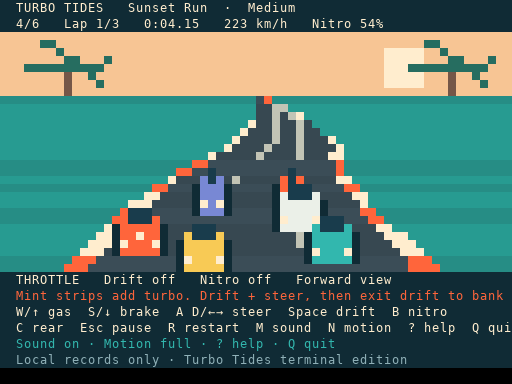 TURBO TIDES   Sunset Run  ·  Medium
4/6   Lap 1/3   0:04.15   223 km/h   Nitro 54%
THROTTLE   Drift off   Nitro off   Forward view
Mint strips add turbo. Drift + steer, then exit drift to bank
W/↑ gas  S/↓ brake  A D/←→ steer  Space drift  B nitro
C rear  Esc pause  R restart  M sound  N motion  ? help  Q qui
Sound on · Motion full · ? help · Q quit
Local records only · Turbo Tides terminal edition